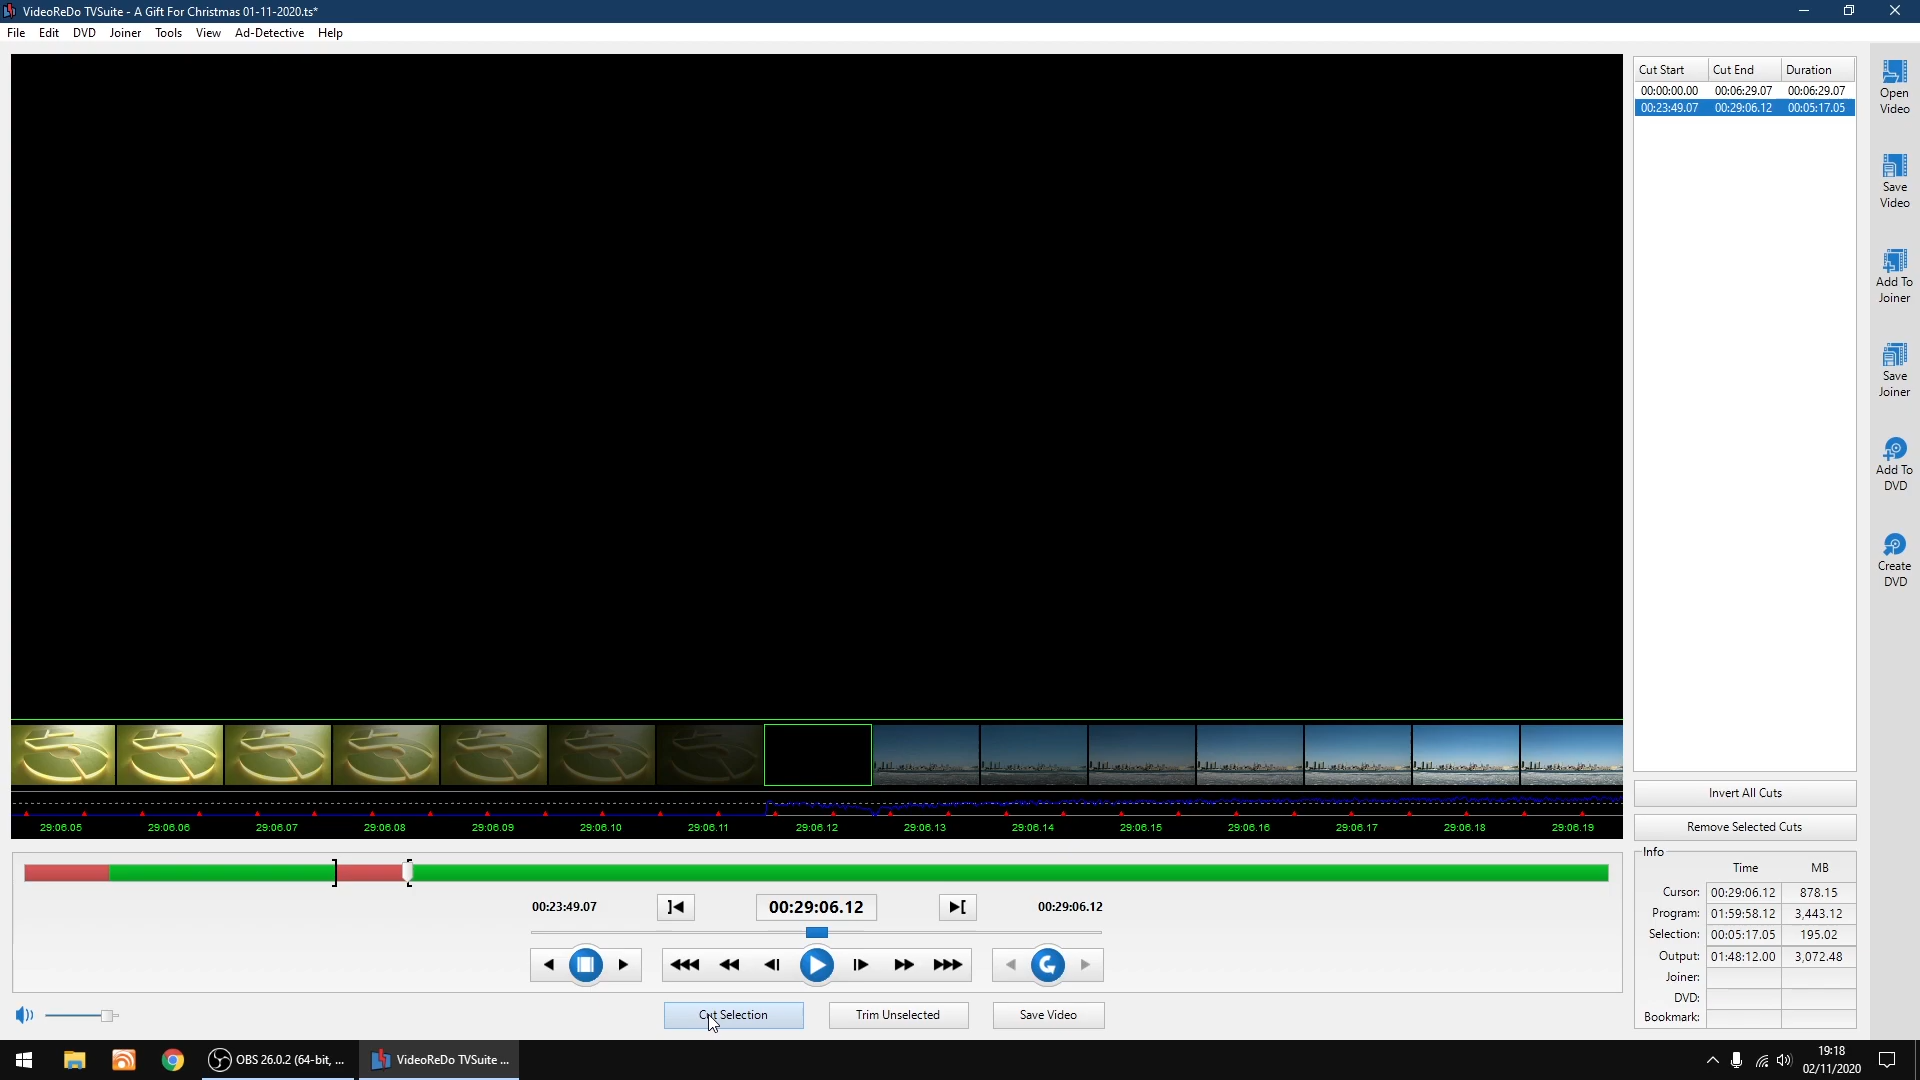 VideoReDo TVSuite - A Gift For Christmas 01-11-2020.ts*
File Edit DVD Joiner Tools View Ad-Detective Help
Cut Start Cut End Duration
00:00:00.00 00:06:29.07 00:06:29.07
00:23:49.07 00:29:06.12 00:05:17.05
Open
Video
Save
Video
Add To
Joiner
Save
Joiner
Add To
DVD
Create
DVD
29:06.05 29:06.06 29:06.07 29:06.08 29:06.09 29:06.10 29:06.11 29:06.12 29:06.13 29:06.14 29:06.15 29:06.16 29:06.17 29:06.18 29:06.19
Invert All Cuts
Remove Selected Cuts
00:23:49.07 00:29:06.12 00:29:06.12
Info
Time MB
Cursor: 00:29:06.12 878.15
Program: 01:59:58.12 3,443.12
Selection: 00:05:17.05 195.02
Output: 01:48:12.00 3,072.48
Joiner:
DVD:
Bookmark:
Cut Selection Trim Unselected Save Video
OBS 26.0.2 (64-bit, ... VideoReDo TVSuite ...
19:18
02/11/2020